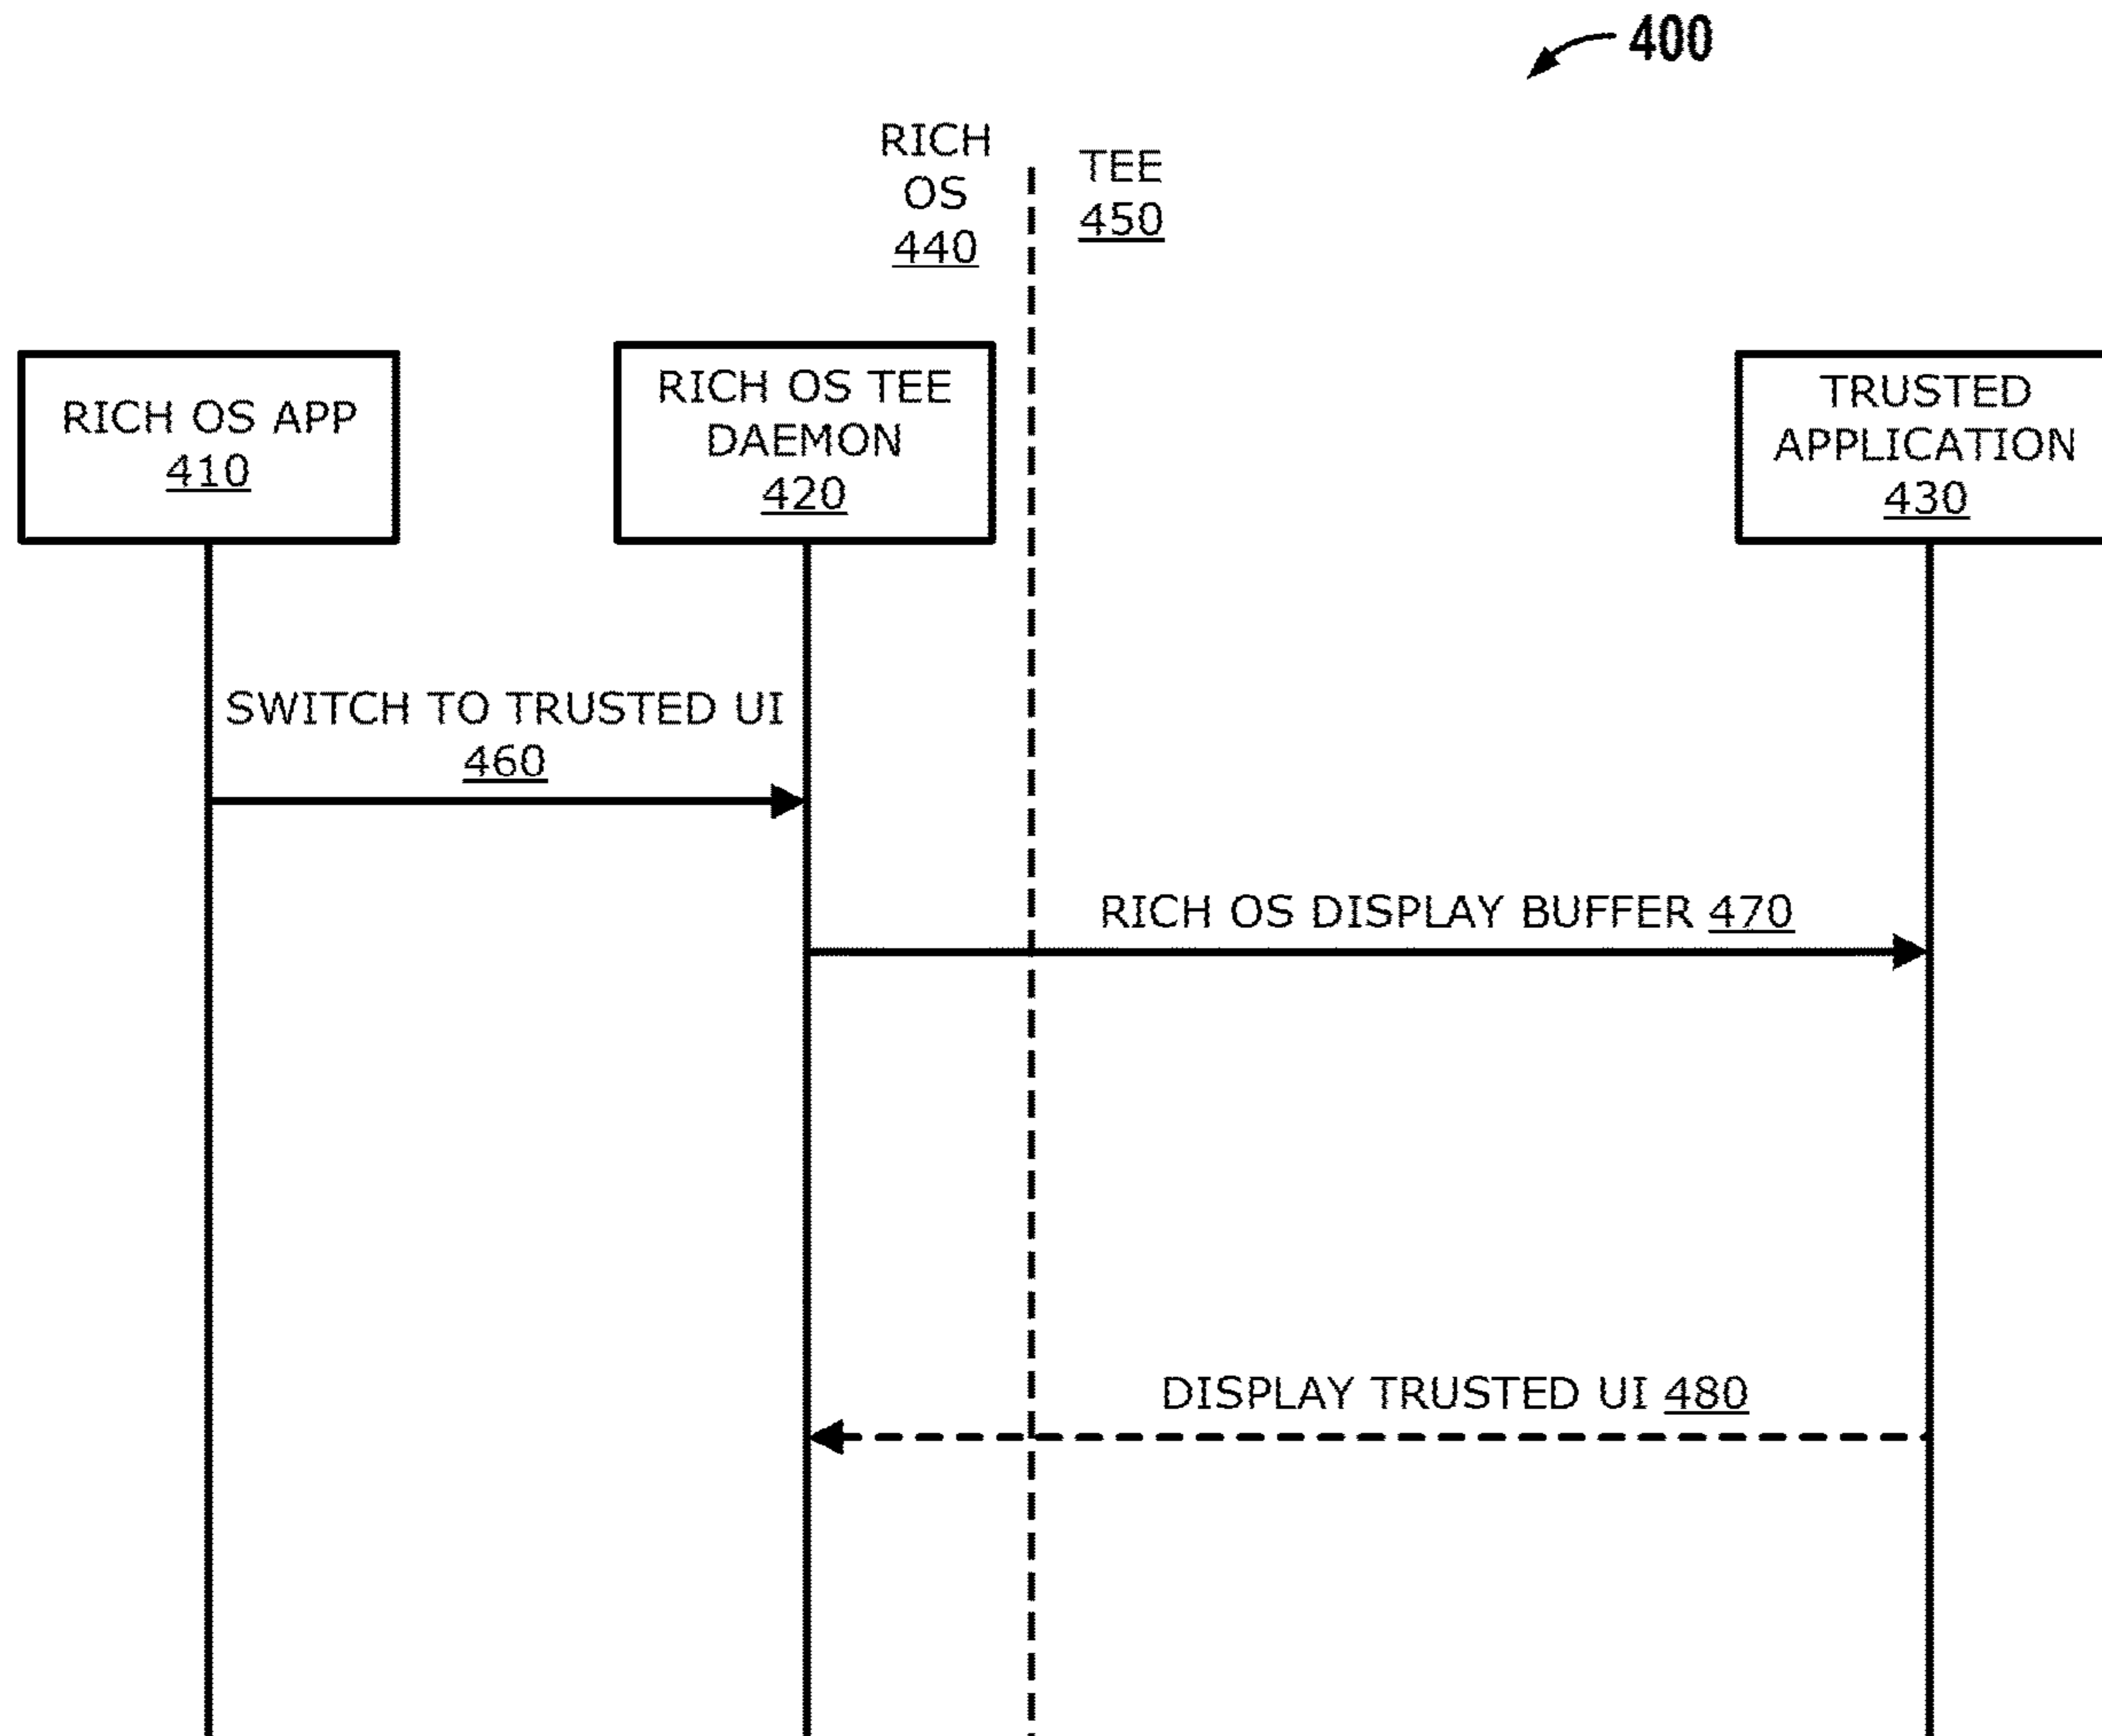 400
RICH
OS
440
TEE
450
RICH OS APP
410
RICH OS TEE
DAEMON
420
TRUSTED
APPLICATION
430
SWITCH TO TRUSTED UI
460
RICH OS DISPLAY BUFFER 470
DISPLAY TRUSTED UI 480